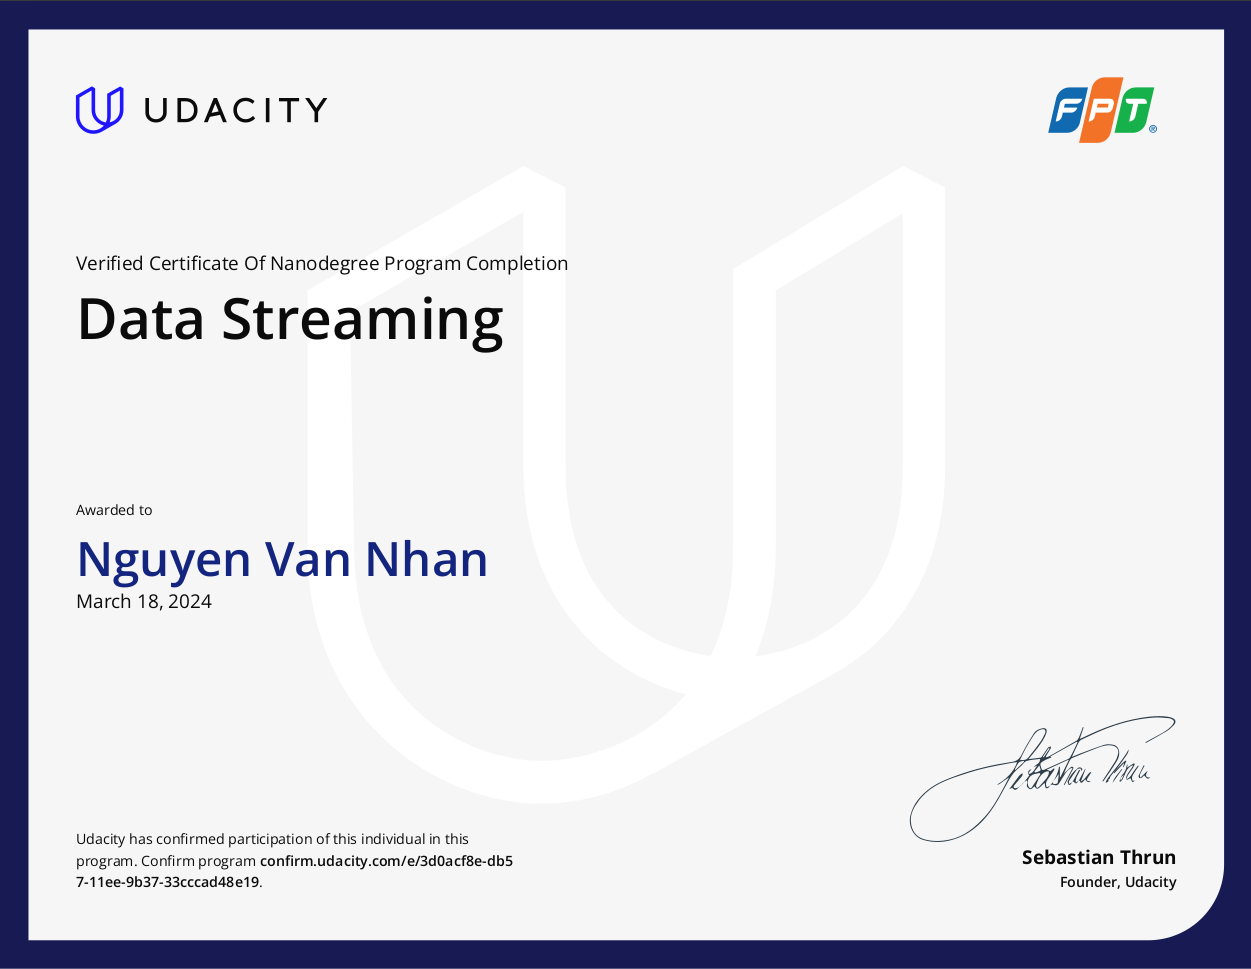 UDACITY
FPT®
Verified Certificate Of Nanodegree Program Completion
Data Streaming
Awarded to
Nguyen Van Nhan
March 18, 2024
Sebastian Thrun
Udacity has confirmed participation of this individual in this
program. Confirm program confirm.udacity.com/e/3d0acf8e-db5
7-11ee-9b37-33cccad48e19.
Sebastian Thrun
Founder, Udacity